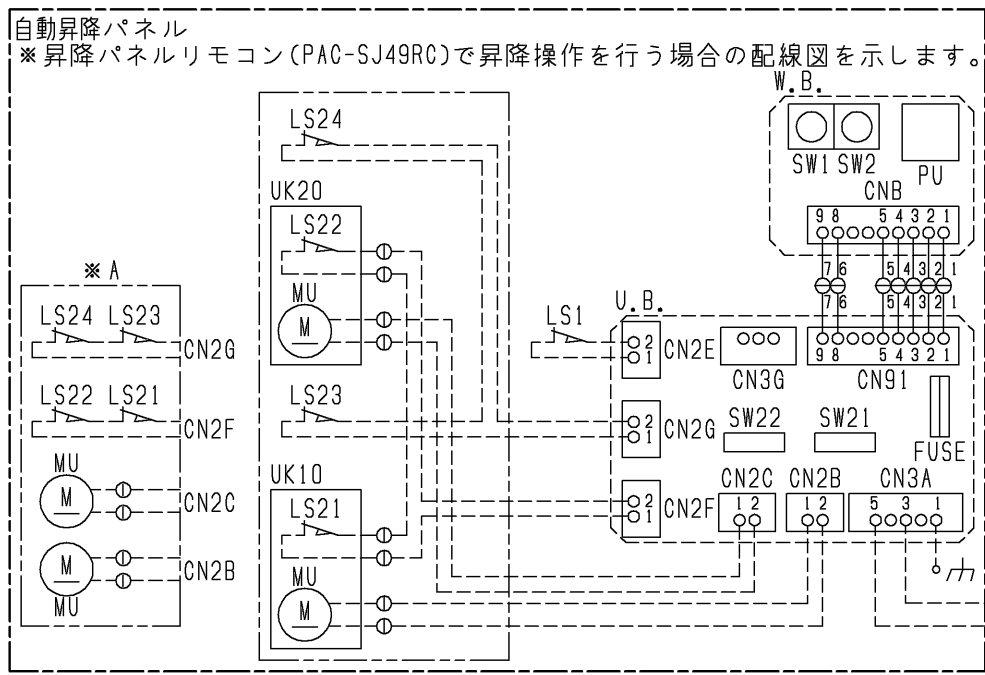 自動昇降パネル
※昇降パネルリモコン(PAC-SJ49RC)で昇降操作を行う場合の配線図を示します。
W.B.
SW1 SW2 PU
CNB
9 8 5 4 3 2 1
7 6 5 4 3 2 1
7 6 5 4 3 2 1
9 8 5 4 3 2 1
CN91
U.B.
LS1
2
1
CN2E
CN3G
2
1
CN2G
SW22
SW21
FUSE
2
1
CN2F
CN2C
1 2
CN2B
1 2
CN3A
5 3 1
LS24
UK20
LS22
MU
M
LS23
UK10
LS21
MU
M
※A
LS24 LS23
CN2G
LS22 LS21
CN2F
MU
M
CN2C
M
CN2B
MU